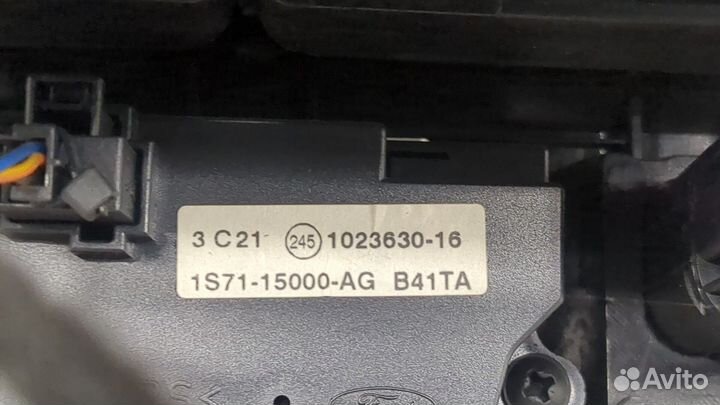 3 C21 245 1023630-16
1S71-15000-AG B41TA
Avito